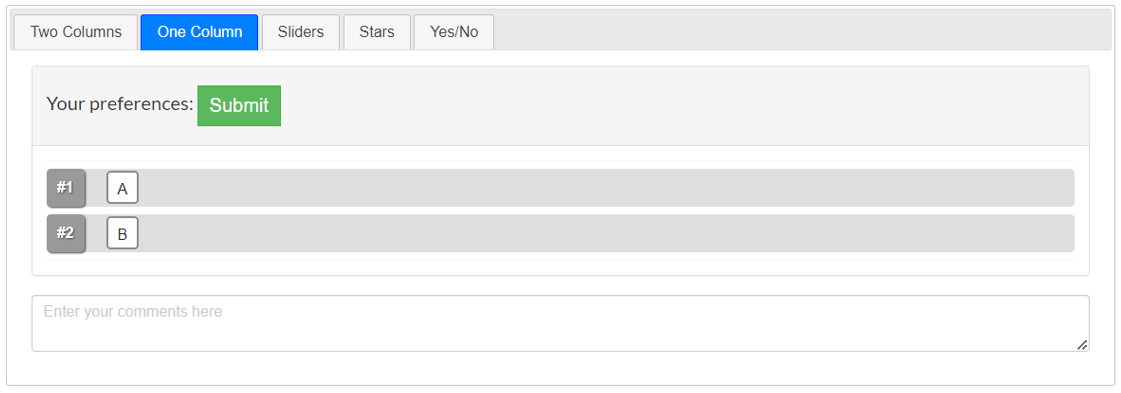 Two Columns One Column Sliders Stars Yes/No
Your preferences: Submit
#1 A
#2 B
Enter your comments here